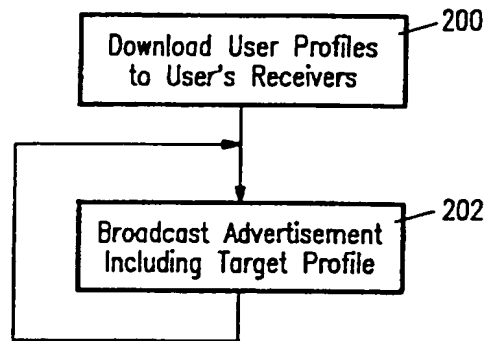 200
Download User Profiles
to User's Receivers
202
Broadcast Advertisement
Including Target Profile